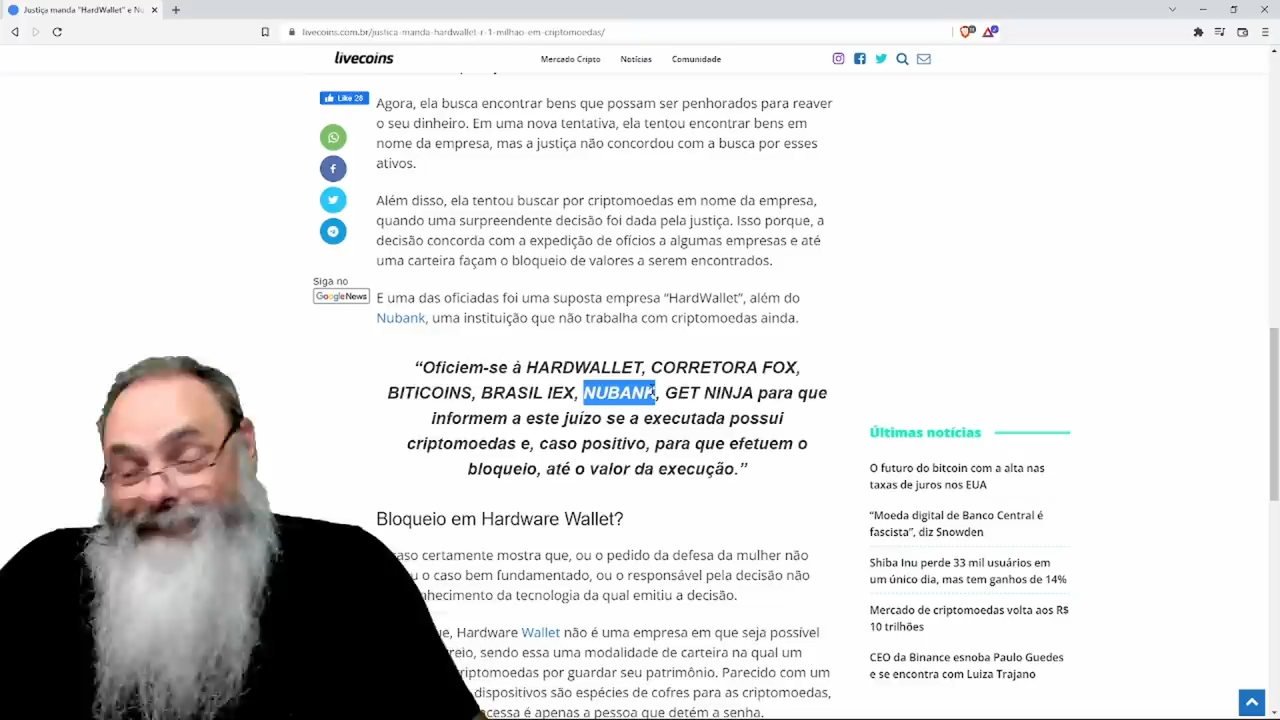 Justiça manda "HardWallet" e Nu
livecoins.com.br/justica-manda-hardwallet-r-1-milhao-em-criptomoedas/
livecoins
Mercado Cripto
Notícias
Comunidade
Like 28
Agora, ela busca encontrar bens que possam ser penhorados para reaver
o seu dinheiro. Em uma nova tentativa, ela tentou encontrar bens em
nome da empresa, mas a justiça não concordou com a busca por esses
ativos.
Além disso, ela tentou buscar por criptomoedas em nome da empresa,
quando uma surpreendente decisão foi dada pela justiça. Isso porque, a
decisão concorda com a expedição de ofícios a algumas empresas e até
uma carteira façam o bloqueio de valores a serem encontrados.
Siga no
GoogleNews
E uma das oficiadas foi uma suposta empresa “HardWallet”, além do
Nubank, uma instituição que não trabalha com criptomoedas ainda.
“Oficiem-se à HARDWALLET, CORRETORA FOX,
BITICOINS, BRASIL IEX, NUBANK, GET NINJA para que
informem a este juízo se a executada possui
criptomoedas e, caso positivo, para que efetuem o
bloqueio, até o valor da execução.”
Bloqueio em Hardware Wallet?
caso certamente mostra que, ou o pedido da defesa da mulher não
o caso bem fundamentado, ou o responsável pela decisão não
da tecnologia da qual emitiu a decisão.
Hardware Wallet não é uma empresa em que seja possível
sendo essa uma modalidade de carteira na qual um
criptomoedas por guardar seu patrimônio. Parecido com um
dispositivos são espécies de cofres para as criptomoedas,
é apenas a pessoa que detém a senha.
Últimas notícias
O futuro do bitcoin com a alta nas
taxas de juros nos EUA
“Moeda digital de Banco Central é
fascista”, diz Snowden
Shiba Inu perde 33 mil usuários em
um único dia, mas tem ganhos de 14%
Mercado de criptomoedas volta aos R$
10 trilhões
CEO da Binance esnoba Paulo Guedes
e se encontra com Luiza Trajano